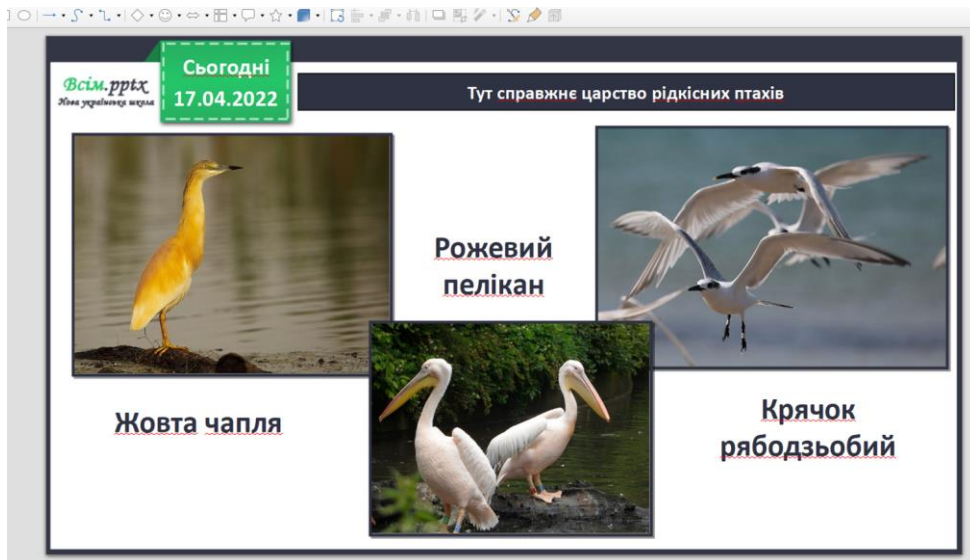 Всім.pptx
Нова українська школа
Сьогодні
17.04.2022
Тут справжнє царство рідкісних птахів
Рожевий
пелікан
Жовта чапля
Крячок
рябодзьобий